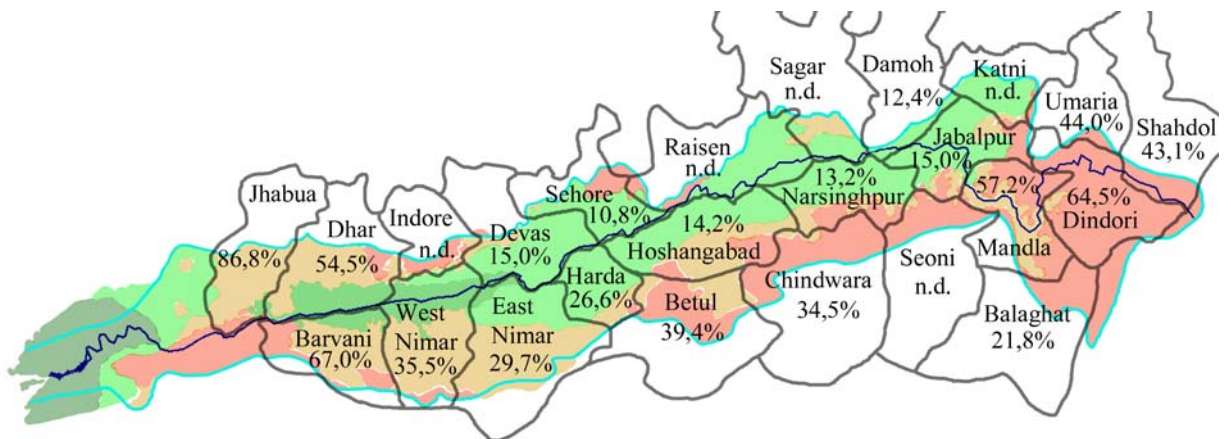 Jhabua
86,8%
Dhar
54,5%
Indore
n.d.
Devas
15,0%
Sehore
10,8%
Raisen
n.d.
Sagar
n.d.
Damoh
12,4%
Katni
n.d.
Umaria
44,0%
Shahdol
43,1%
Jabalpur
15,0%
13,2%
Narsinghpur
14,2%
Hoshangabad
57,2%
Mandla
64,5%
Dindori
Barvani
67,0%
West
Nimar
35,5%
East
Nimar
29,7%
Harda
26,6%
Betul
39,4%
Chindwara
34,5%
Seoni
n.d.
Balaghat
21,8%